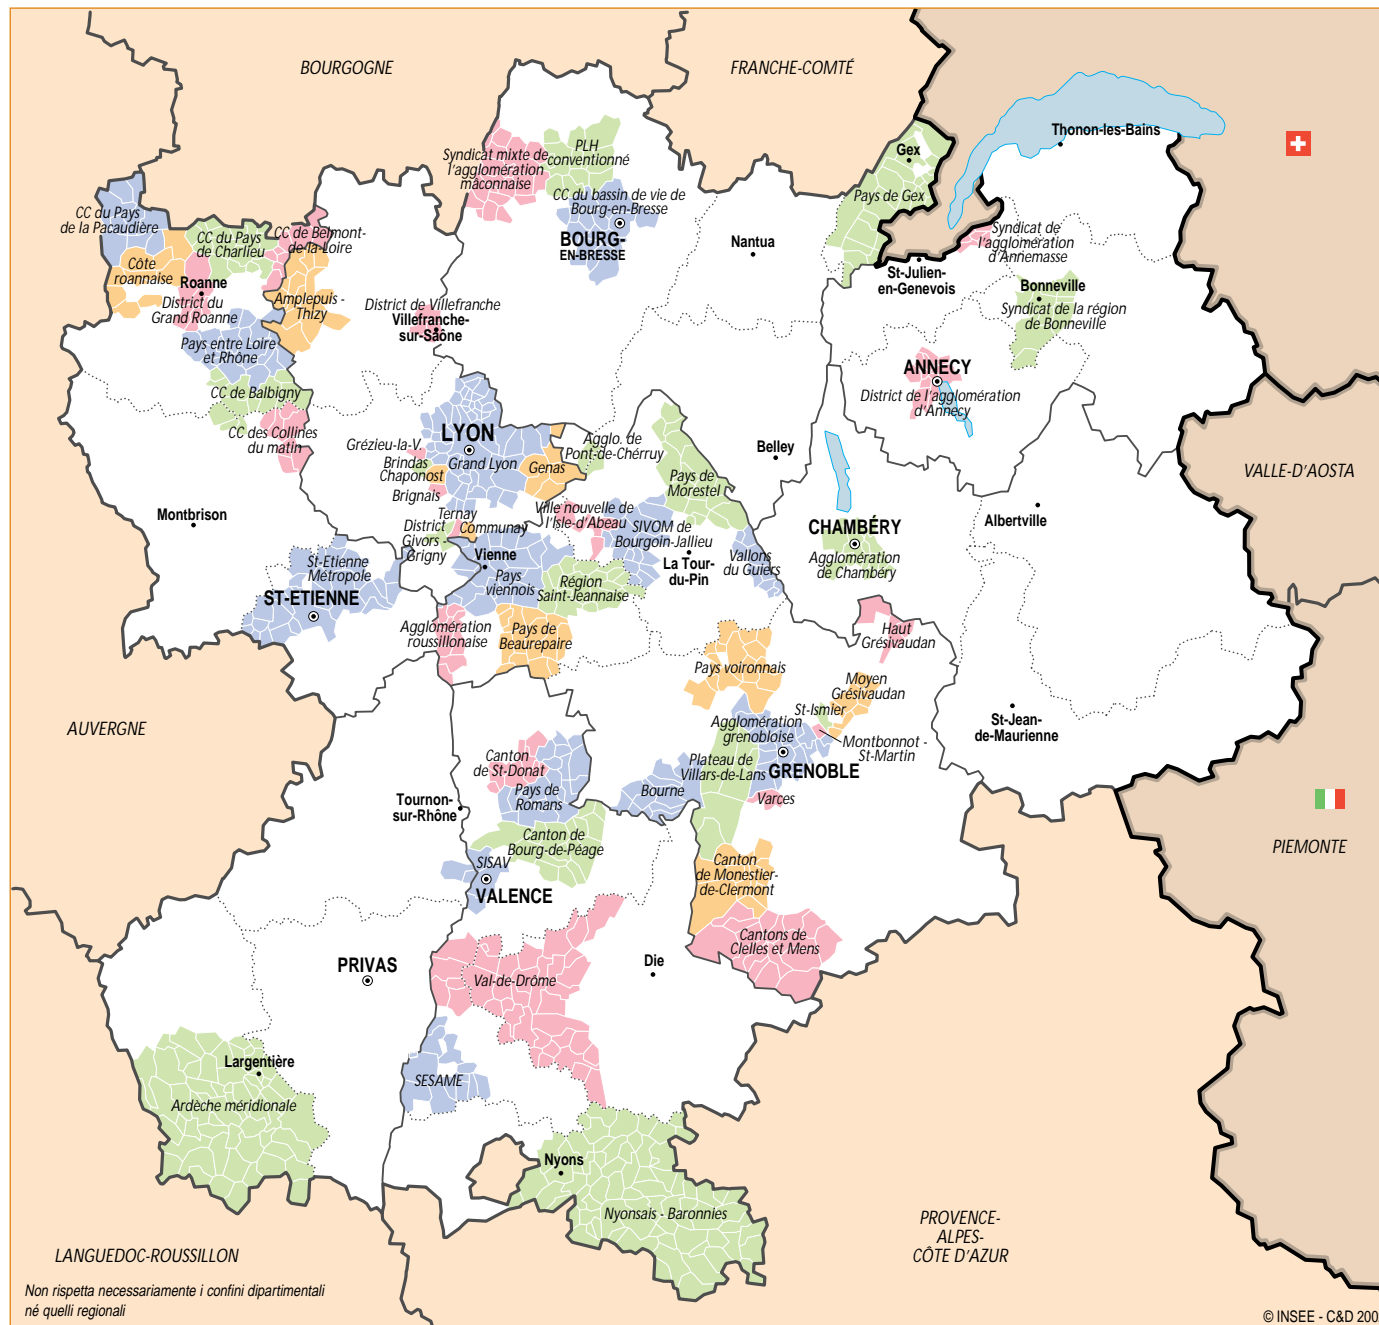 BOURGOGNE
FRANCHE-COMTÉ
Thonon-les-Bains
PLH
conventionné
Syndicat mixte de
l'agglomération
mâconnaise
Gex
Pays de Gex
CC du bassin de vie de
Bourg-en-Bresse
BOURG-
EN-BRESSE
Nantua
CC du Pays
de la Pacaudière
CC du Pays
de Charlieu
CC de Belmont-
de-la-Loire
Côte
roannaise
Roanne
District du
Grand Roanne
Amplepuis -
Thizy
Syndicat de
l'agglomération
d'Annemasse
St-Julien-
en-Genevois
Bonneville
Syndicat de la région
de Bonneville
District de Villefranche
Villefranche-
sur-Saône
Pays entre Loire
et Rhône
ANNECY
District de l'agglomération
d'Annecy
CC de Balbigny
CC des Collines
du matin
LYON
Grand Lyon
Grézieu-la-V.
Brindas
Chaponost
Brignais
Genas
Agglo. de
Pont-de-Chérruy
Pays de
Morestel
Belley
VALLE-D'AOSTA
Montbrison
Ternay
Communay
District
Givors -
Grigny
Ville nouvelle de
l'Isle-d'Abeau
SIVOM de
Bourgoin-Jallieu
La Tour-
du-Pin
Vallons
du Guiers
CHAMBÉRY
Agglomération
de Chambéry
Albertville
St-Etienne
Métropole
ST-ETIENNE
Vienne
Pays
viennois
Région
Saint-Jeannaise
Agglomération
roussillonaise
Pays de
Beaurepaire
Haut
Grésivaudan
Pays voironnais
Moyen
Grésivaudan
St-Ismier
AUVERGNE
Agglomération
grenobloise
Montbonnot -
St-Martin
St-Jean-
de-Maurienne
Canton
de St-Donat
Pays de
Romans
Plateau de
Villars-de-Lans
GRENOBLE
Bourne
Varces
Tournon-
sur-Rhône
Canton de
Bourg-de-Péage
PIEMONTE
SISAV
VALENCE
Canton
de Monestier-
de-Clermont
Cantons de
Clelles et Mens
PRIVAS
Val-de-Drôme
Die
Largentière
Ardèche méridionale
SESAME
Nyons
Nyonsais - Baronnies
PROVENCE-
ALPES-
CÔTE D'AZUR
LANGUEDOC-ROUSSILLON
Non rispetta necessariamente i confini dipartimentali
né quelli regionali
© INSEE - C&D 200